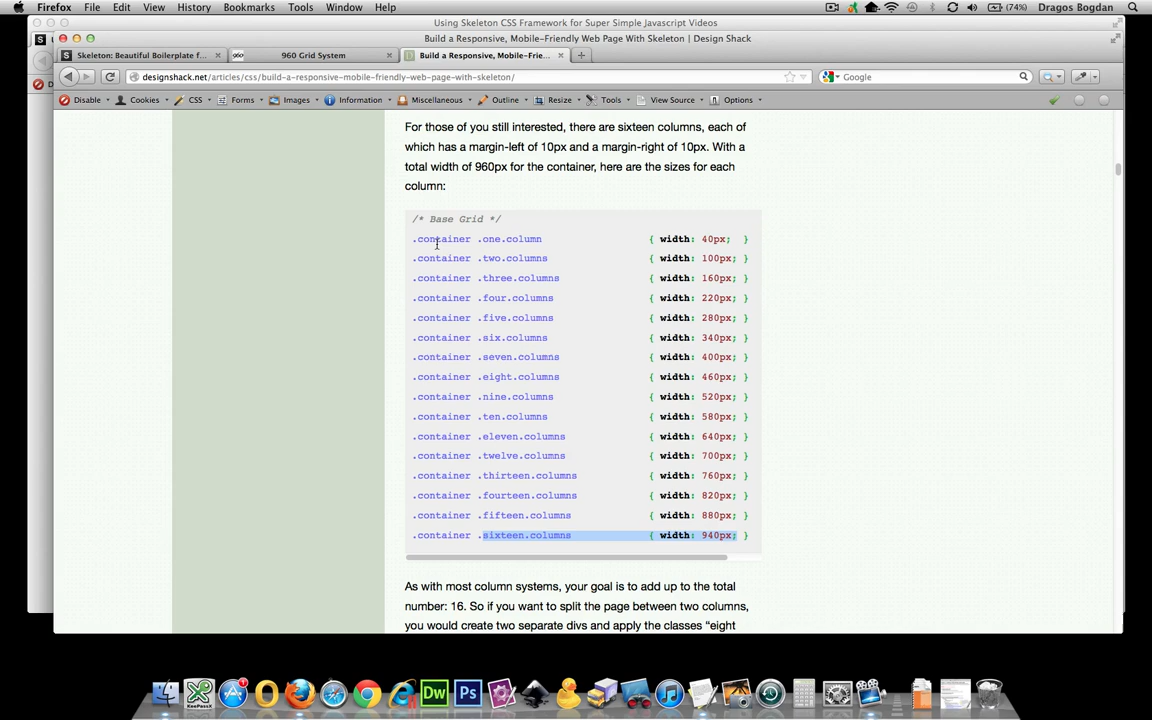 Firefox File Edit View History Bookmarks Tools Window Help (74%) Dragos Bogdan
Using Skeleton CSS Framework for Super Simple Javascript Videos
Build a Responsive, Mobile-Friendly Web Page With Skeleton | Design Shack
Skeleton: Beautiful Boilerplate f... 960 Grid System Build a Responsive, Mobile-Frie...
designshack.net/articles/css/build-a-responsive-mobile-friendly-web-page-with-skeleton/ Google
Disable Cookies CSS Forms Images Information Miscellaneous Outline Resize Tools View Source Options
For those of you still interested, there are sixteen columns, each of
which has a margin-left of 10px and a margin-right of 10px. With a
total width of 960px for the container, here are the sizes for each
column:
/* Base Grid */
.container .one.column { width: 40px; }
.container .two.columns { width: 100px; }
.container .three.columns { width: 160px; }
.container .four.columns { width: 220px; }
.container .five.columns { width: 280px; }
.container .six.columns { width: 340px; }
.container .seven.columns { width: 400px; }
.container .eight.columns { width: 460px; }
.container .nine.columns { width: 520px; }
.container .ten.columns { width: 580px; }
.container .eleven.columns { width: 640px; }
.container .twelve.columns { width: 700px; }
.container .thirteen.columns { width: 760px; }
.container .fourteen.columns { width: 820px; }
.container .fifteen.columns { width: 880px; }
.container .sixteen.columns { width: 940px; }
As with most column systems, your goal is to add up to the total
number: 16. So if you want to split the page between two columns,
you would create two separate divs and apply the classes “eight
KeePassX
1
Dw
Ps